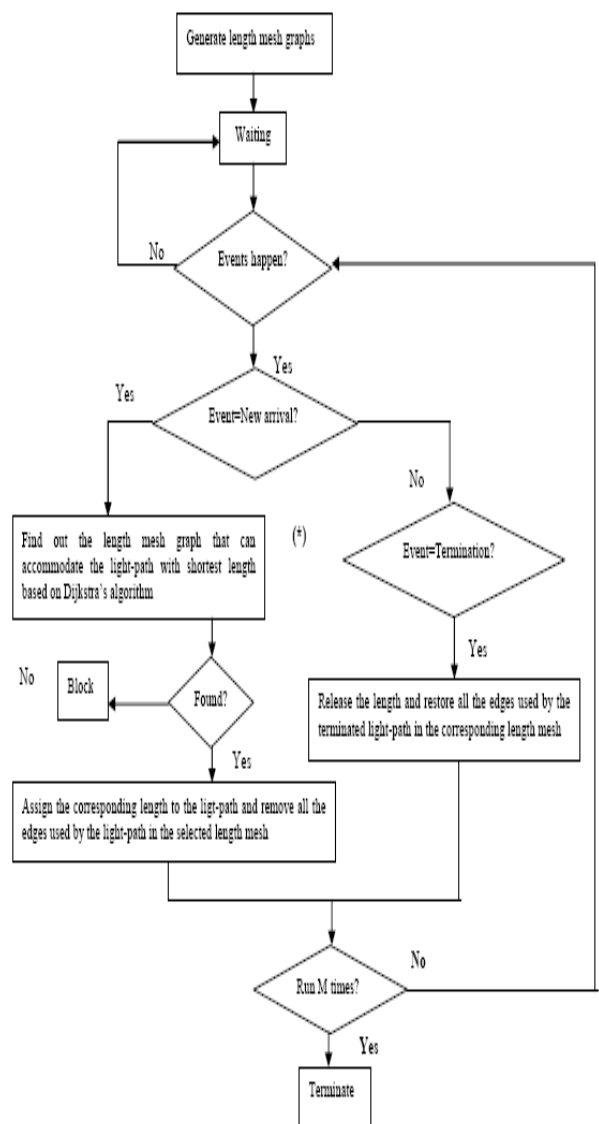 Generate length mesh graphs
Waiting
No
Events happen?
Yes
Yes
Event=New arrival?
No
Find out the length mesh graph that can
accommodate the light-path with shortest length
based on Dijkstra's algorithm
(*)
Event=Termination?
Yes
No
Block
Found?
Release the length and restore all the edges used by the
terminated light-path in the corresponding length mesh
Yes
Assign the corresponding length to the ligt-path and remove all the
edges used by the light-path in the selected length mesh
No
Run M times?
Yes
Terminate